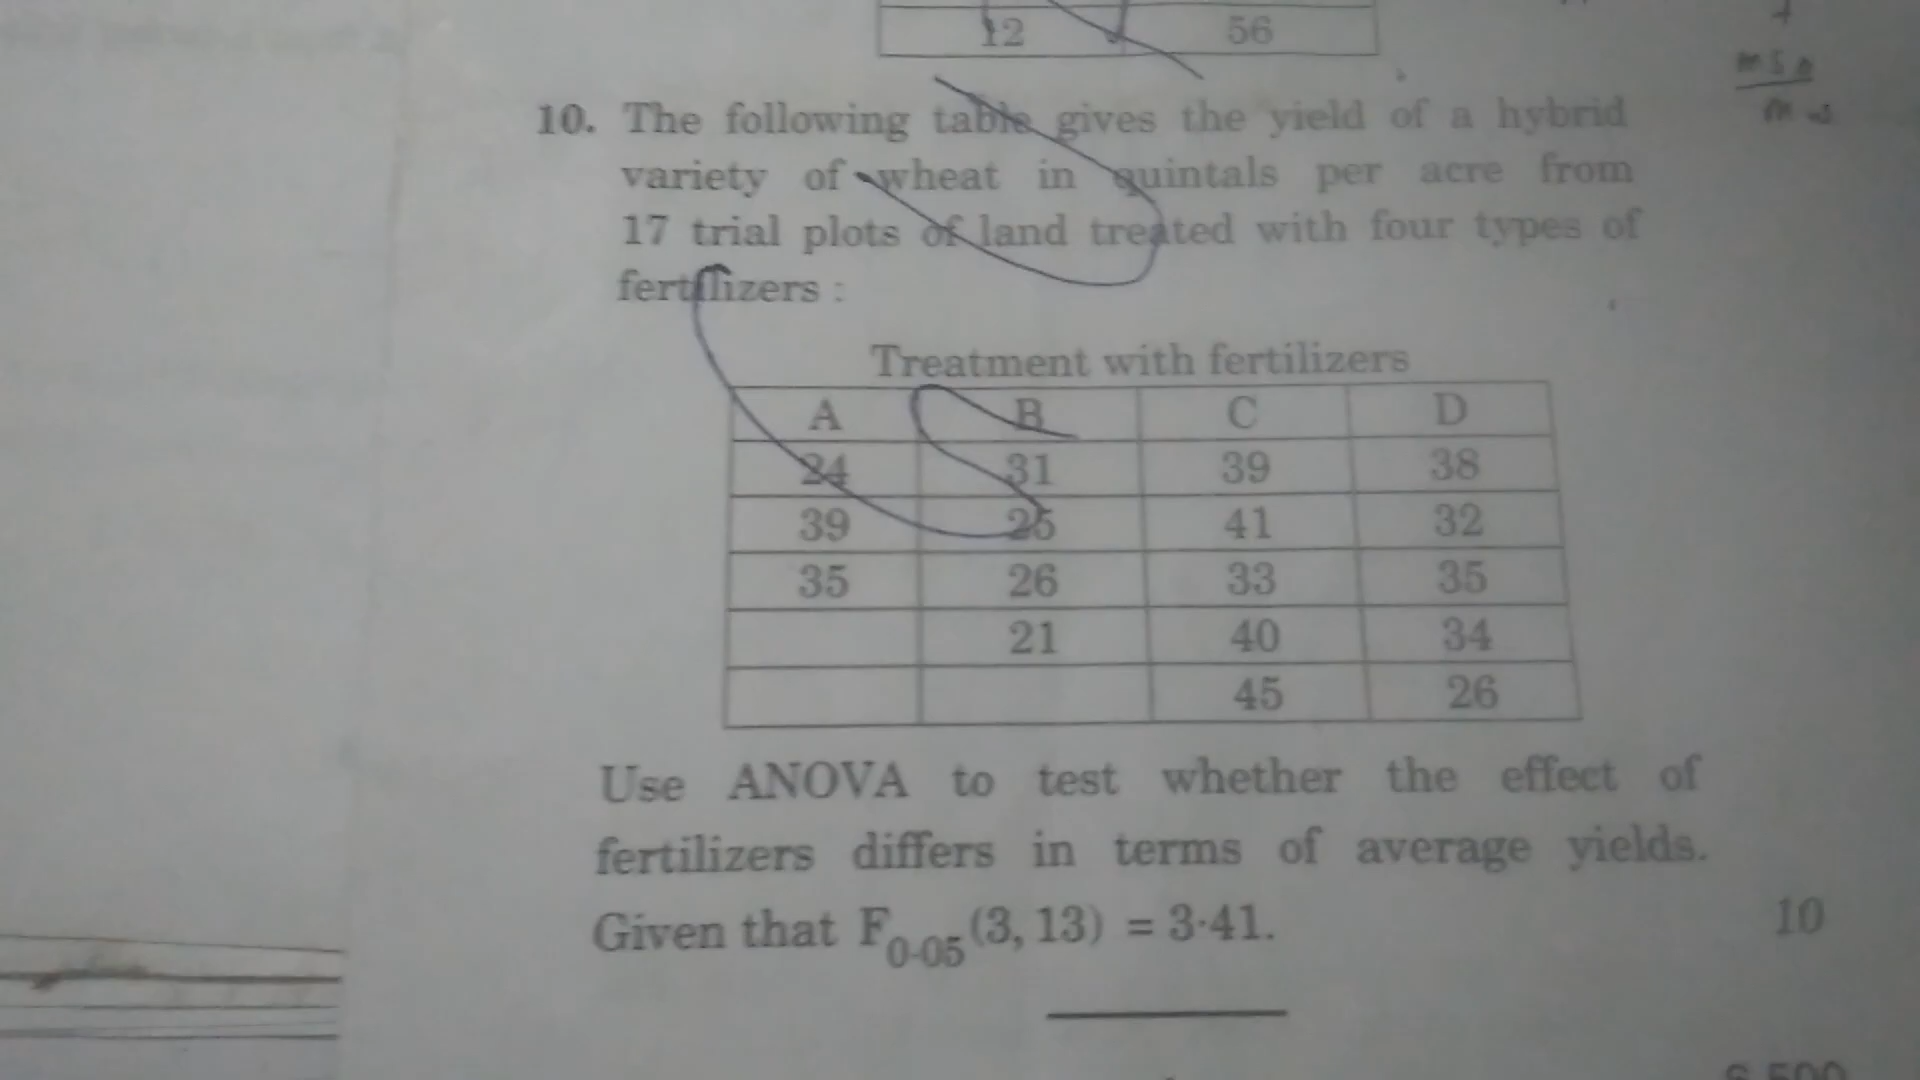 12 56
10. The following table gives the yield of a hybrid
variety of wheat in quintals per acre from
17 trial plots of land treated with four types of
fertilizers :
Treatment with fertilizers
A B C D
24 31 39 38
39 25 41 32
35 26 33 35
21 40 34
45 26
Use ANOVA to test whether the effect of
fertilizers differs in terms of average yields.
Given that F0·05 (3, 13) = 3·41. 10
6,500